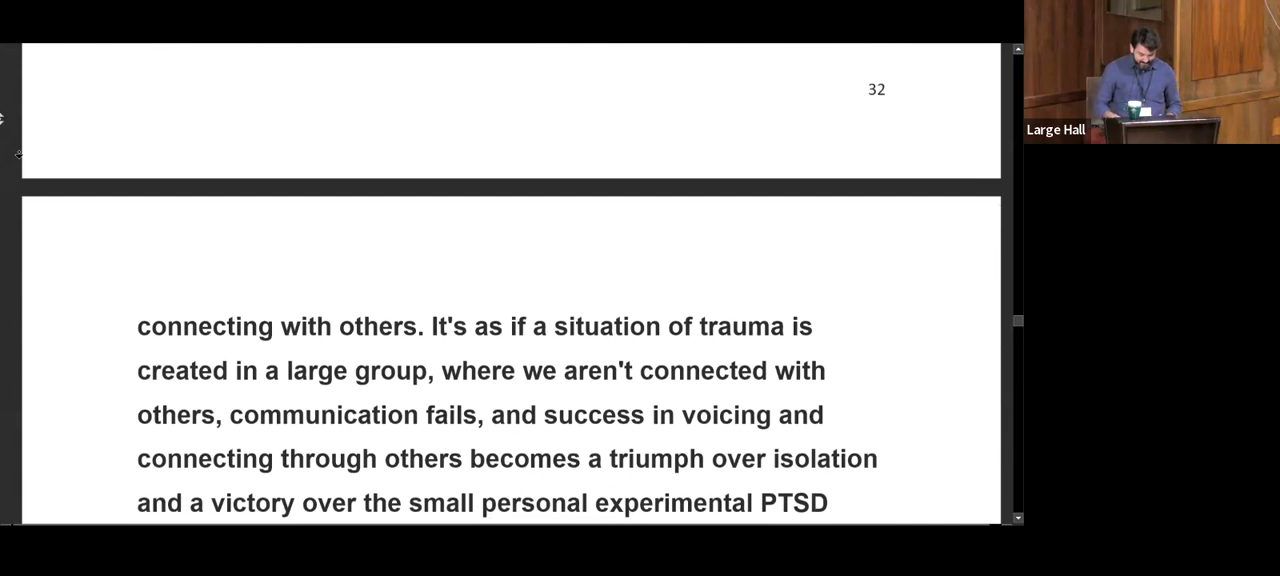 32
Large Hall
connecting with others. It's as if a situation of trauma is
created in a large group, where we aren't connected with
others, communication fails, and success in voicing and
connecting through others becomes a triumph over isolation
and a victory over the small personal experimental PTSD